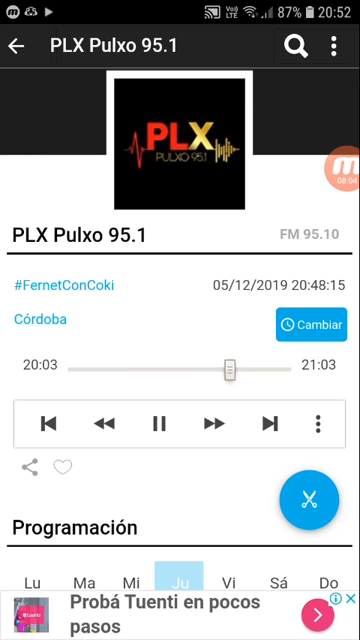 VoD LTE 87% 20:52
PLX Pulxo 95.1
PLX
PULXO 95.1
08:04
PLX Pulxo 95.1
FM 95.10
#FernetConCoki
05/12/2019 20:48:15
Córdoba
Cambiar
20:03
21:03
Programación
Lu Ma Mi Ju Vi Sá Do
Probá Tuenti en pocos
pasos